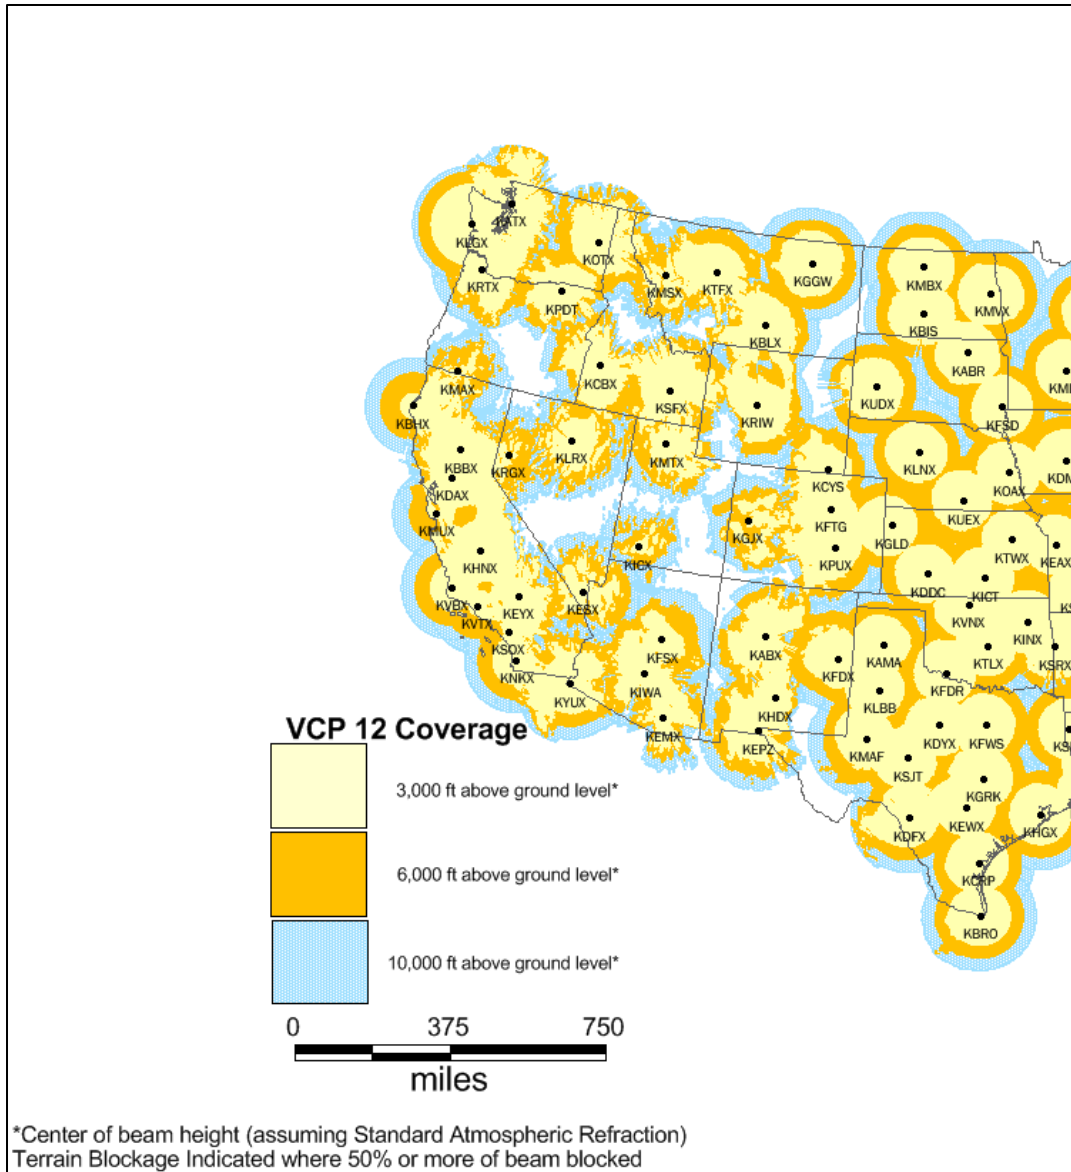 KATX
KLGX
KOTX
KRTX
KPDT
KMSX
KTFX
KGGW
KMBX
KMVX
KBIS
KBLX
KABR
KMAX
KCBX
KSFX
KRIW
KUDX
KBHX
KFSD
KBBX
KRGX
KLRX
KMTX
KLNX
KDAX
KCYS
KOAX
KUEX
KMUX
KGJX
KFTG
KGLD
KICX
KPUX
KTWX
KEAX
KHNX
KDDC
KICT
KVBX
KVTX
KEYX
KESX
KVNX
KINX
KSOX
KFSX
KABX
KAMA
KTLX
KSRX
KNKX
KYUX
KIWA
KFDX
KFDR
KLBB
KHDX
KEMX
KEPZ
KMAF
KDYX
KFWS
KSJT
KGRK
KDFX
KEWX
KHGX
KCRP
KBRO
VCP 12 Coverage
3,000 ft above ground level*
6,000 ft above ground level*
10,000 ft above ground level*
0 375 750
miles
*Center of beam height (assuming Standard Atmospheric Refraction)
Terrain Blockage Indicated where 50% or more of beam blocked